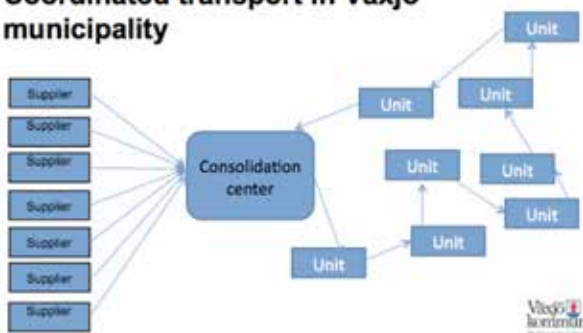 Coordinated transport in Växjö
municipality
Supplier
Supplier
Supplier
Supplier
Supplier
Supplier
Supplier
Consolidation
center
Unit
Unit
Unit
Unit
Unit
Unit
Unit
Unit
Unit
Växjö
kommun